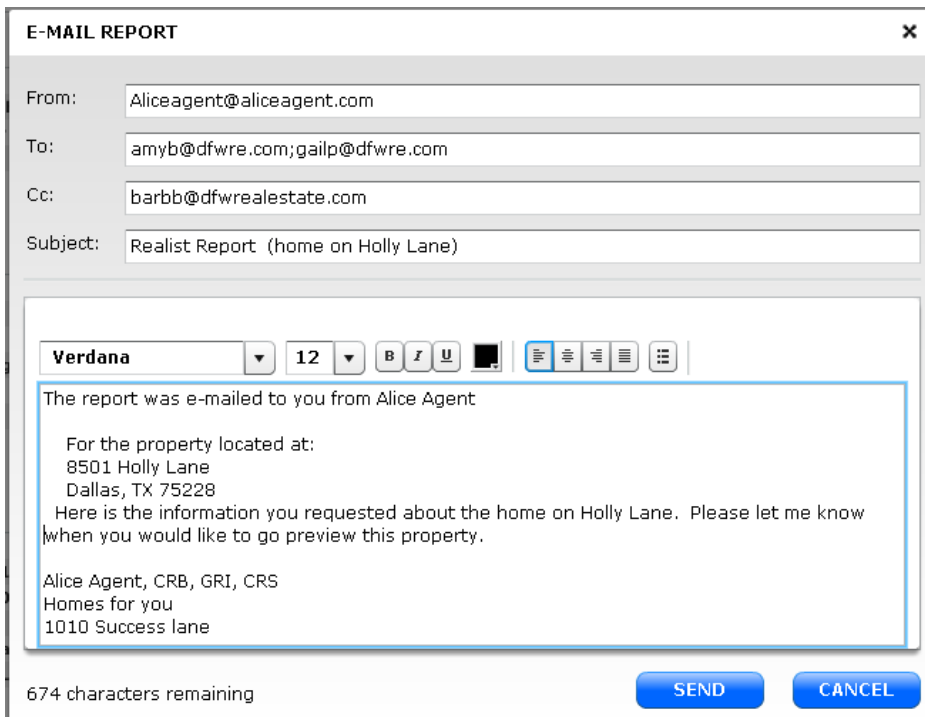 E-MAIL REPORT
From: Aliceagent@aliceagent.com
To: amyb@dfwre.com;gailp@dfwre.com
Cc: barbb@dfwrealestate.com
Subject: Realist Report  (home on Holly Lane)
Verdana 12 B I U
The report was e-mailed to you from Alice Agent
For the property located at:
8501 Holly Lane
Dallas, TX 75228
Here is the information you requested about the home on Holly Lane.  Please let me know
when you would like to go preview this property.
Alice Agent, CRB, GRI, CRS
Homes for you
1010 Success lane
674 characters remaining SEND CANCEL